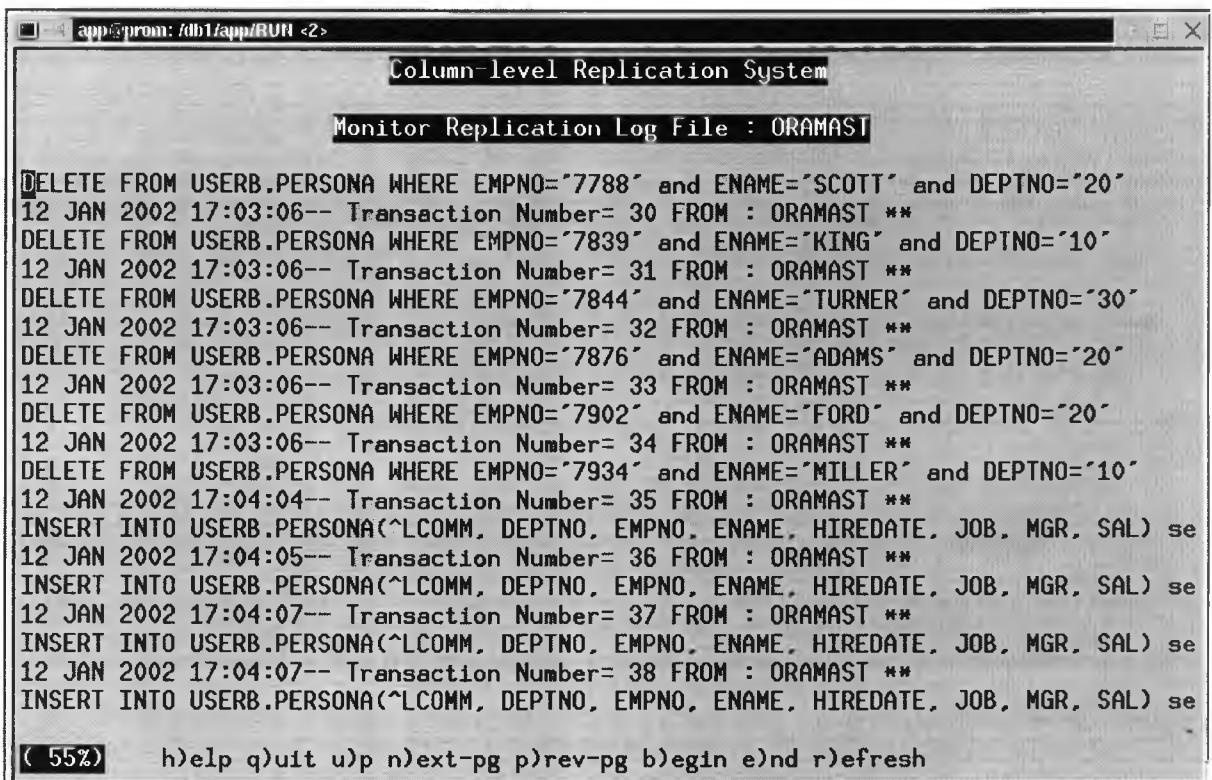 app@prom: /db1/app/RUN <2>
Column-level Replication System
Monitor Replication Log File : ORAMAST
DELETE FROM USERB.PERSONA WHERE EMPNO='7788' and ENAME='SCOTT' and DEPTNO='20'
12 JAN 2002 17:03:06-- Transaction Number= 30 FROM : ORAMAST **
DELETE FROM USERB.PERSONA WHERE EMPNO='7839' and ENAME='KING' and DEPTNO='10'
12 JAN 2002 17:03:06-- Transaction Number= 31 FROM : ORAMAST **
DELETE FROM USERB.PERSONA WHERE EMPNO='7844' and ENAME='TURNER' and DEPTNO='30'
12 JAN 2002 17:03:06-- Transaction Number= 32 FROM : ORAMAST **
DELETE FROM USERB.PERSONA WHERE EMPNO='7876' and ENAME='ADAMS' and DEPTNO='20'
12 JAN 2002 17:03:06-- Transaction Number= 33 FROM : ORAMAST **
DELETE FROM USERB.PERSONA WHERE EMPNO='7902' and ENAME='FORD' and DEPTNO='20'
12 JAN 2002 17:03:06-- Transaction Number= 34 FROM : ORAMAST **
DELETE FROM USERB.PERSONA WHERE EMPNO='7934' and ENAME='MILLER' and DEPTNO='10'
12 JAN 2002 17:04:04-- Transaction Number= 35 FROM : ORAMAST **
INSERT INTO USERB.PERSONA(^LCOMM, DEPTNO, EMPNO, ENAME, HIREDATE, JOB, MGR, SAL) se
12 JAN 2002 17:04:05-- Transaction Number= 36 FROM : ORAMAST **
INSERT INTO USERB.PERSONA(^LCOMM, DEPTNO, EMPNO, ENAME, HIREDATE, JOB, MGR, SAL) se
12 JAN 2002 17:04:07-- Transaction Number= 37 FROM : ORAMAST **
INSERT INTO USERB.PERSONA(^LCOMM, DEPTNO, EMPNO, ENAME, HIREDATE, JOB, MGR, SAL) se
12 JAN 2002 17:04:07-- Transaction Number= 38 FROM : ORAMAST **
INSERT INTO USERB.PERSONA(^LCOMM, DEPTNO, EMPNO, ENAME, HIREDATE, JOB, MGR, SAL) se
( 55%) h)elp q)uit u)p n)ext-pg p)rev-pg b)egin e)nd r)efresh